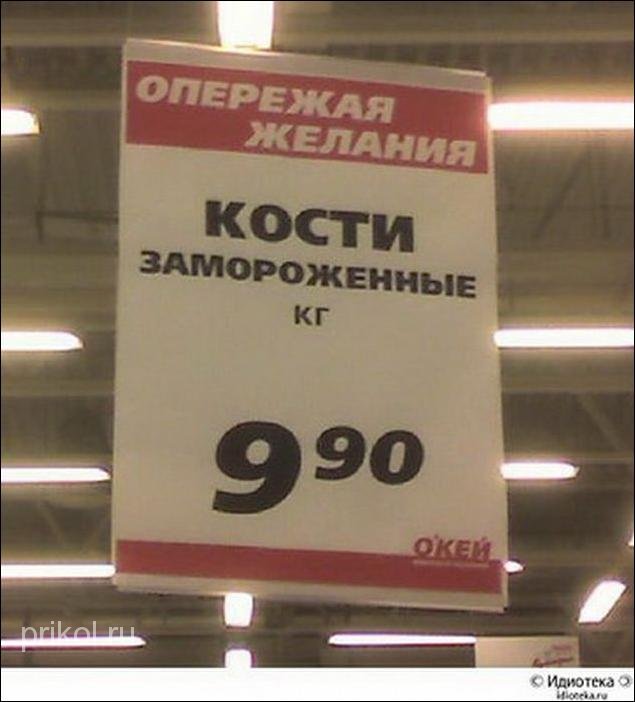 ОПЕРЕЖАЯ
ЖЕЛАНИЯ
КОСТИ
ЗАМОРОЖЕННЫЕ
КГ
9 90
О'КЕЙ
prikol.ru
© Идиотека
idioteka.ru